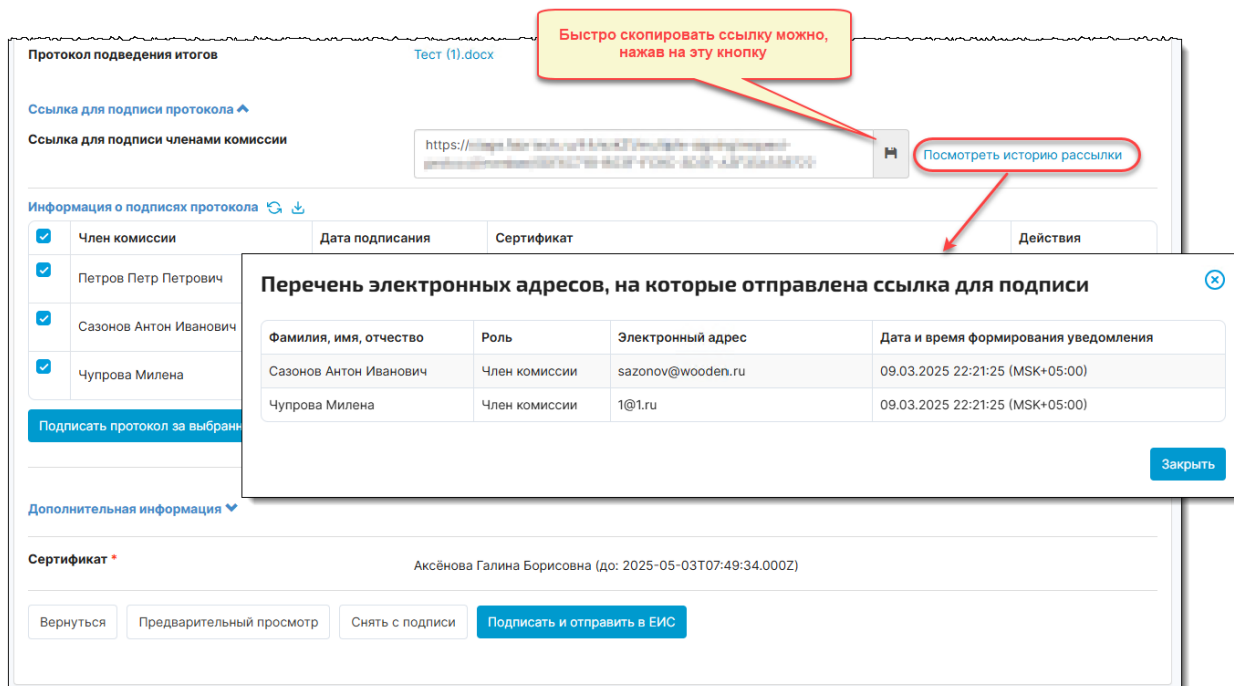 Быстро скопировать ссылку можно,
нажав на эту кнопку
Протокол подведения итогов
Тест (1).docx
Ссылка для подписи протокола
Ссылка для подписи членами комиссии
https://
Посмотреть историю рассылки
Информация о подписях протокола
Член комиссии Дата подписания Сертификат Действия
Петров Петр Петрович
Сазонов Антон Иванович
Чупрова Милена
Подписать протокол за
Перечень электронных адресов, на которые отправлена ссылка для подписи
Фамилия, имя, отчество Роль Электронный адрес Дата и время формирования уведомления
Сазонов Антон Иванович Член комиссии sazonov@wooden.ru 09.03.2025 22:21:25 (MSK+05:00)
Чупрова Милена Член комиссии 1@1.ru 09.03.2025 22:21:25 (MSK+05:00)
Закрыть
Дополнительная информация
Сертификат *
Аксёнова Галина Борисовна (до: 2025-05-03T07:49:34.000Z)
Вернуться Предварительный просмотр Снять с подписи Подписать и отправить в ЕИС